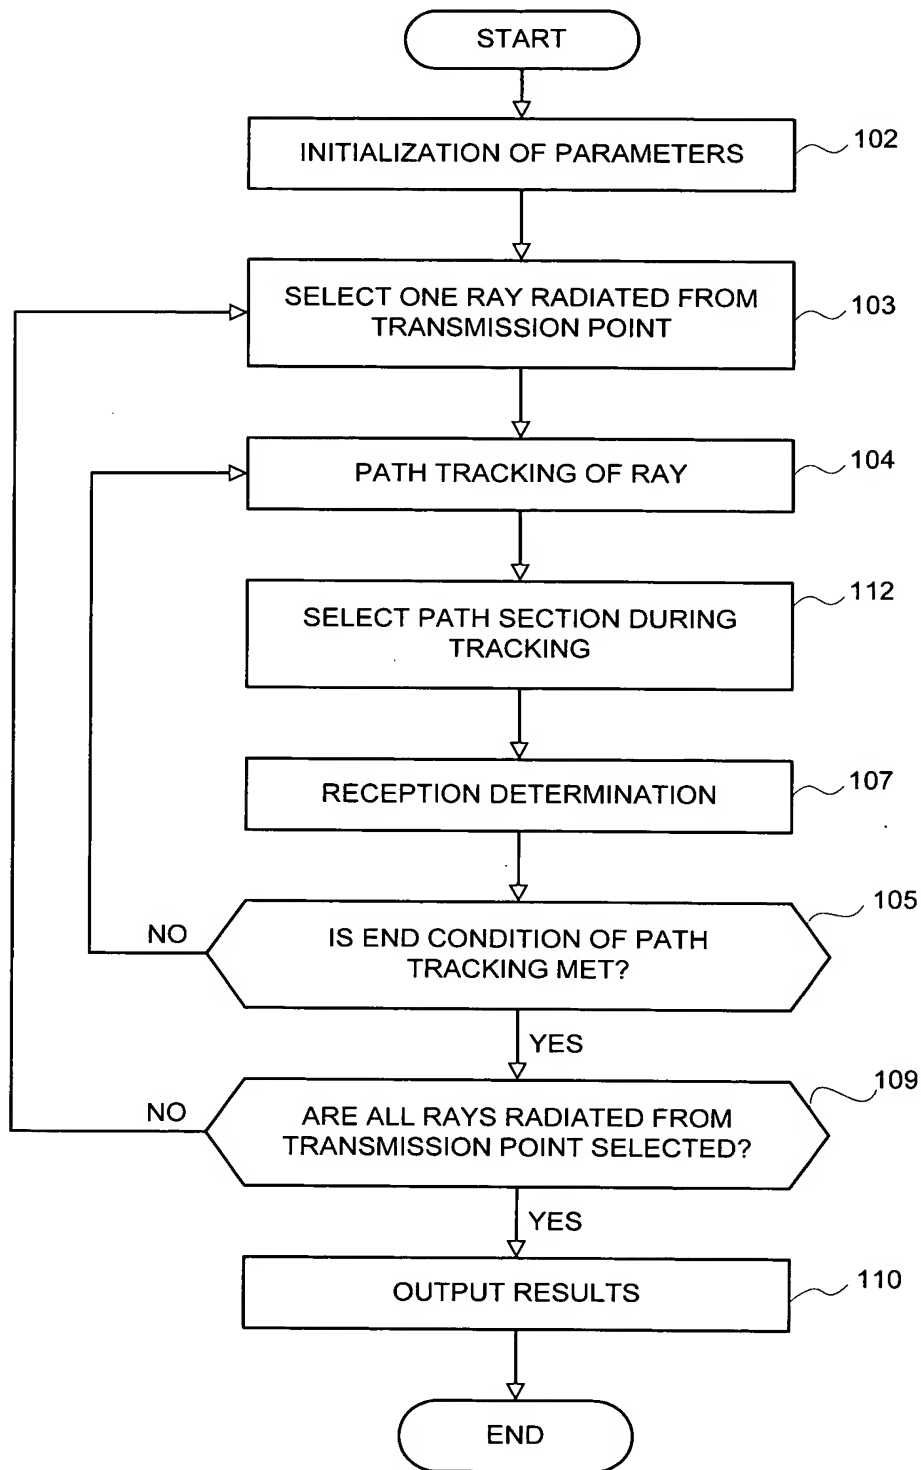 START
INITIALIZATION OF PARAMETERS
102
SELECT ONE RAY RADIATED FROM
TRANSMISSION POINT
103
PATH TRACKING OF RAY
104
SELECT PATH SECTION DURING
TRACKING
112
RECEPTION DETERMINATION
107
IS END CONDITION OF PATH
TRACKING MET?
105
NO
YES
ARE ALL RAYS RADIATED FROM
TRANSMISSION POINT SELECTED?
109
NO
YES
OUTPUT RESULTS
110
END